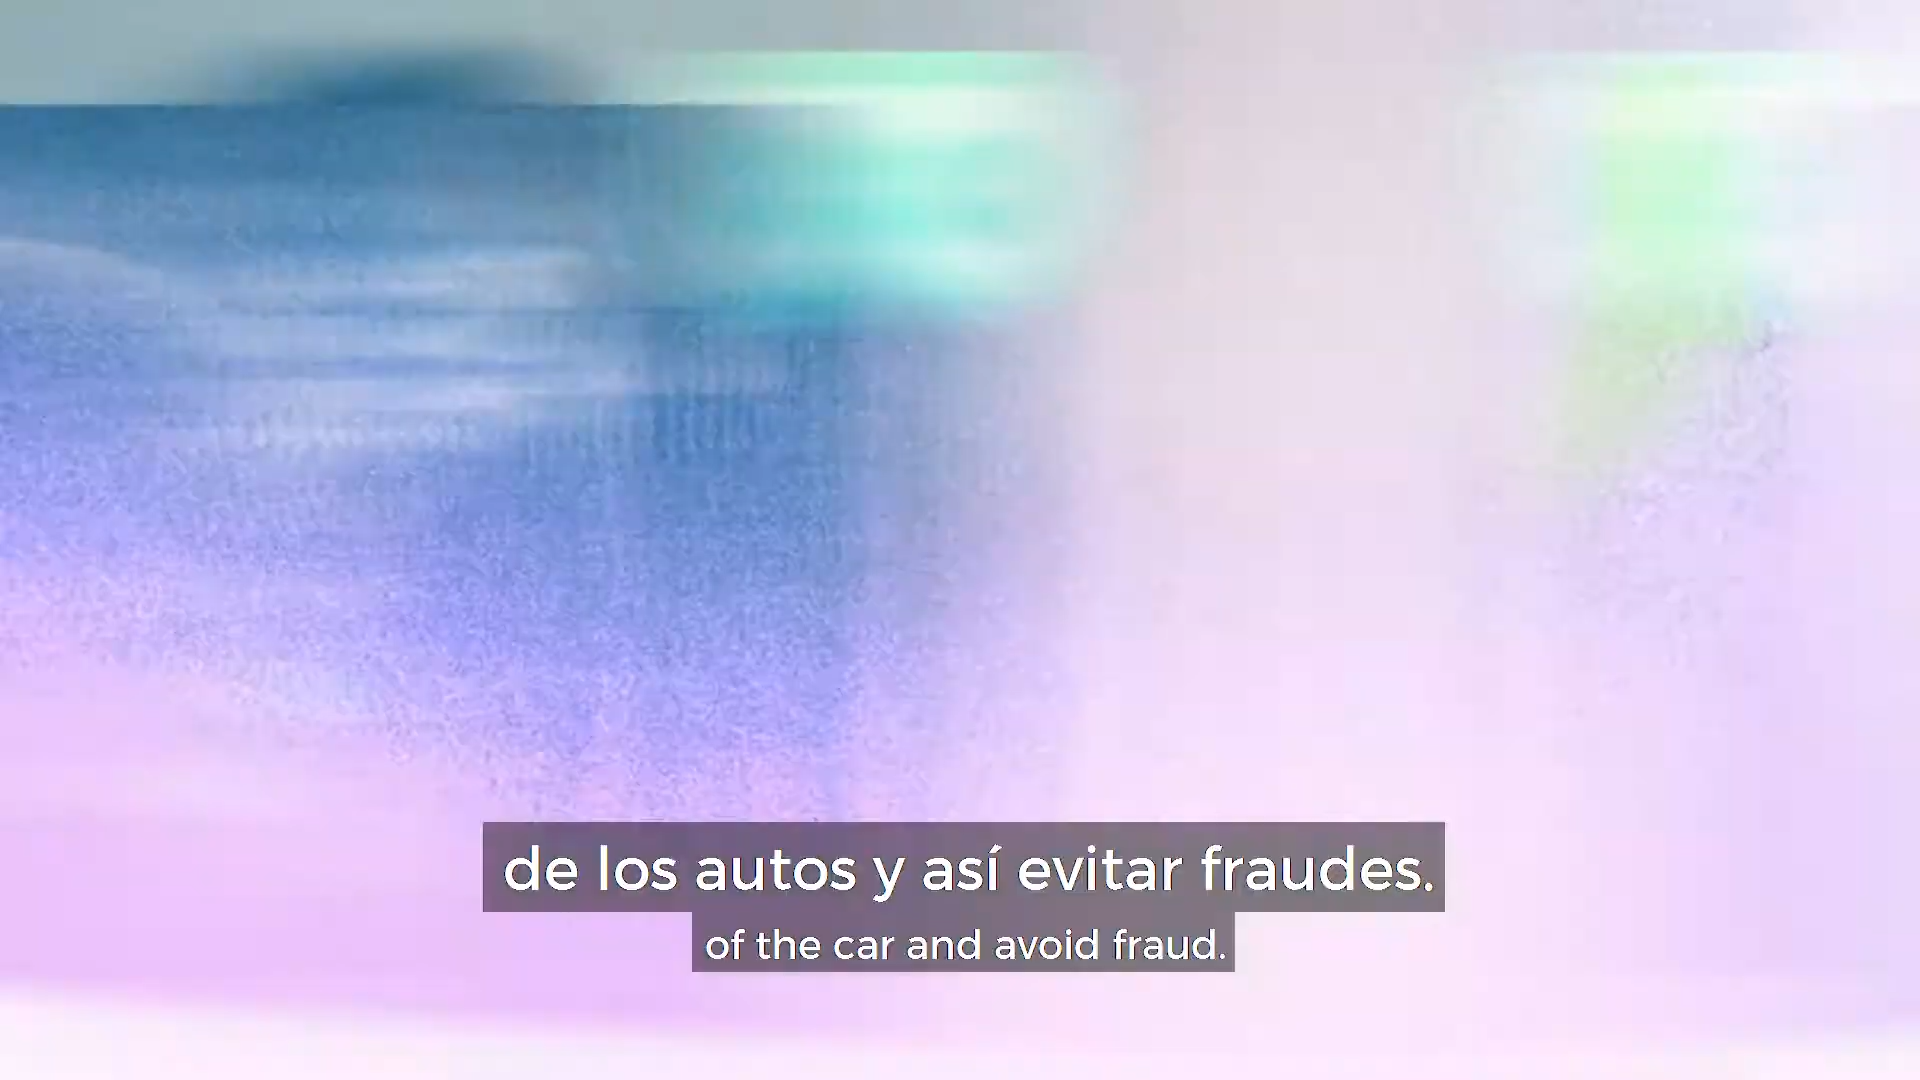 de los autos y así evitar fraudes.
of the car and avoid fraud.